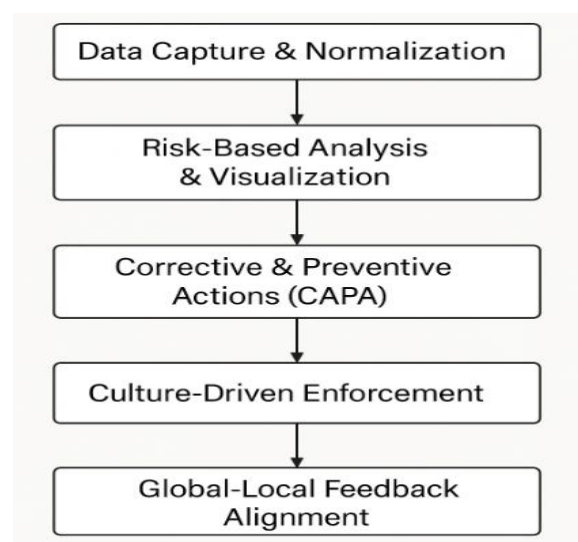 Data Capture & Normalization
Risk-Based Analysis
& Visualization
Corrective & Preventive
Actions (CAPA)
Culture-Driven Enforcement
Global-Local Feedback
Alignment